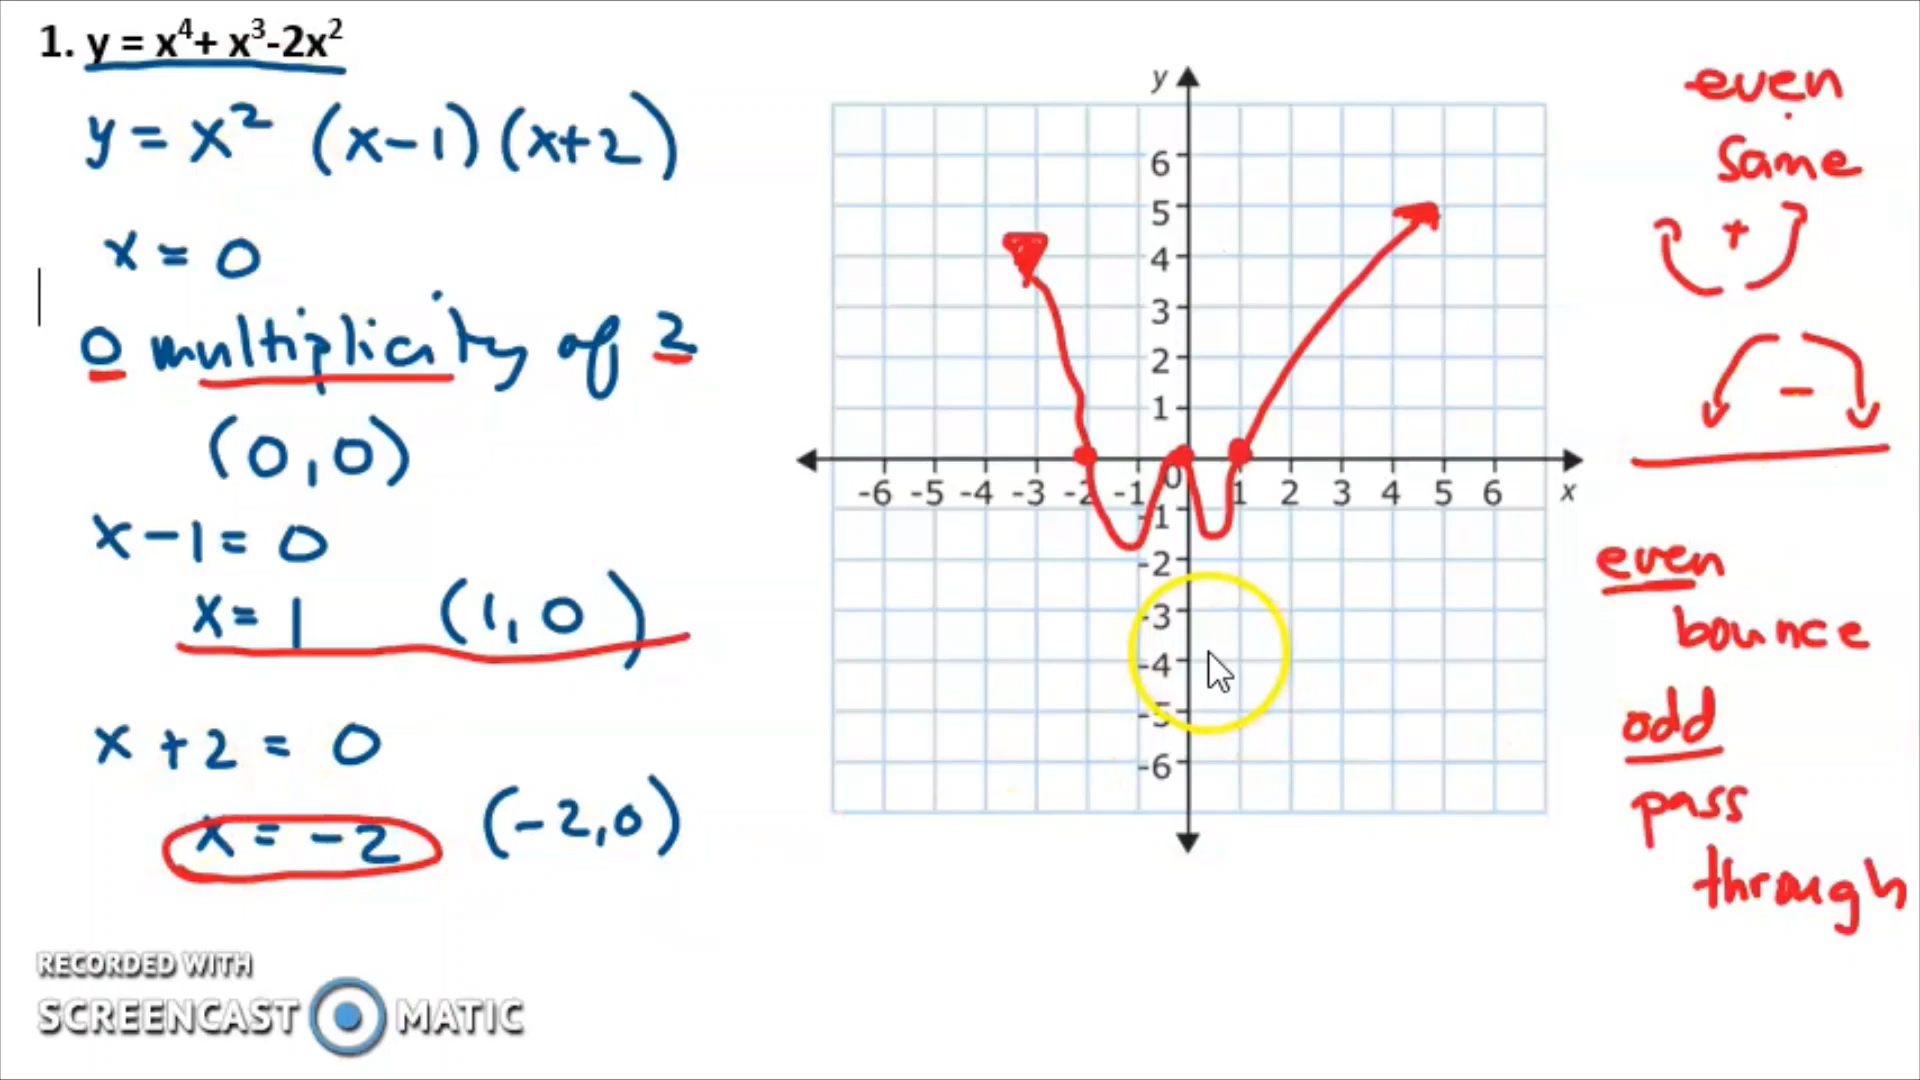 1. y = x⁴+ x³-2x²
y = x² (x-1)(x+2)
x = 0
0 multiplicity of 2
(0,0)
x-1=0
x=1 (1,0)
x+2=0
x=-2 (-2,0)
y
6
5
4
3
2
1
-6 -5 -4 -3 -2 -1 0 1 2 3 4 5 6 x
-1
-2
-3
-4
-5
-6
even
same
+
-
even
bounce
odd
pass
through
RECORDED WITH
SCREENCAST MATIC